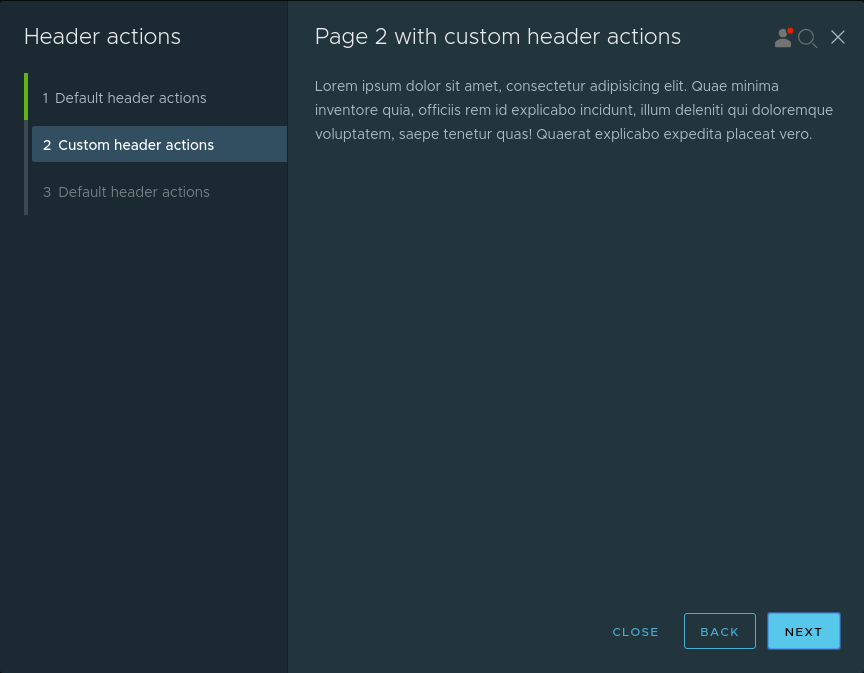 Header actions
1 Default header actions
2 Custom header actions
3 Default header actions
Page 2 with custom header actions
Lorem ipsum dolor sit amet, consectetur adipisicing elit. Quae minima
inventore quia, officiis rem id explicabo incidunt, illum deleniti qui doloremque
voluptatem, saepe tenetur quas! Quaerat explicabo expedita placeat vero.
CLOSE BACK NEXT